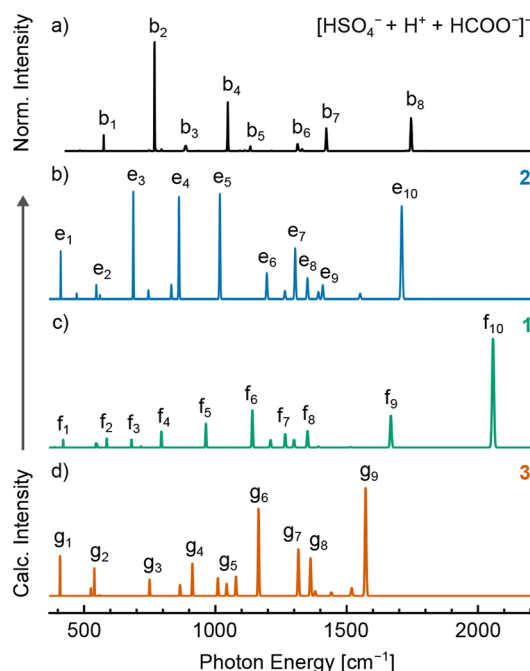 a) [HSO₄⁻ + H⁺ + HCOO⁻]⁻
b₁ b₂ b₃ b₄ b₅ b₆ b₇ b₈
Norm. Intensity
b) 2
e₁ e₂ e₃ e₄ e₅ e₆ e₇ e₈ e₉ e₁₀
c) 1
f₁ f₂ f₃ f₄ f₅ f₆ f₇ f₈ f₉ f₁₀
d) 3
g₁ g₂ g₃ g₄ g₅ g₆ g₇ g₈ g₉
Calc. Intensity
500 1000 1500 2000
Photon Energy [cm⁻¹]